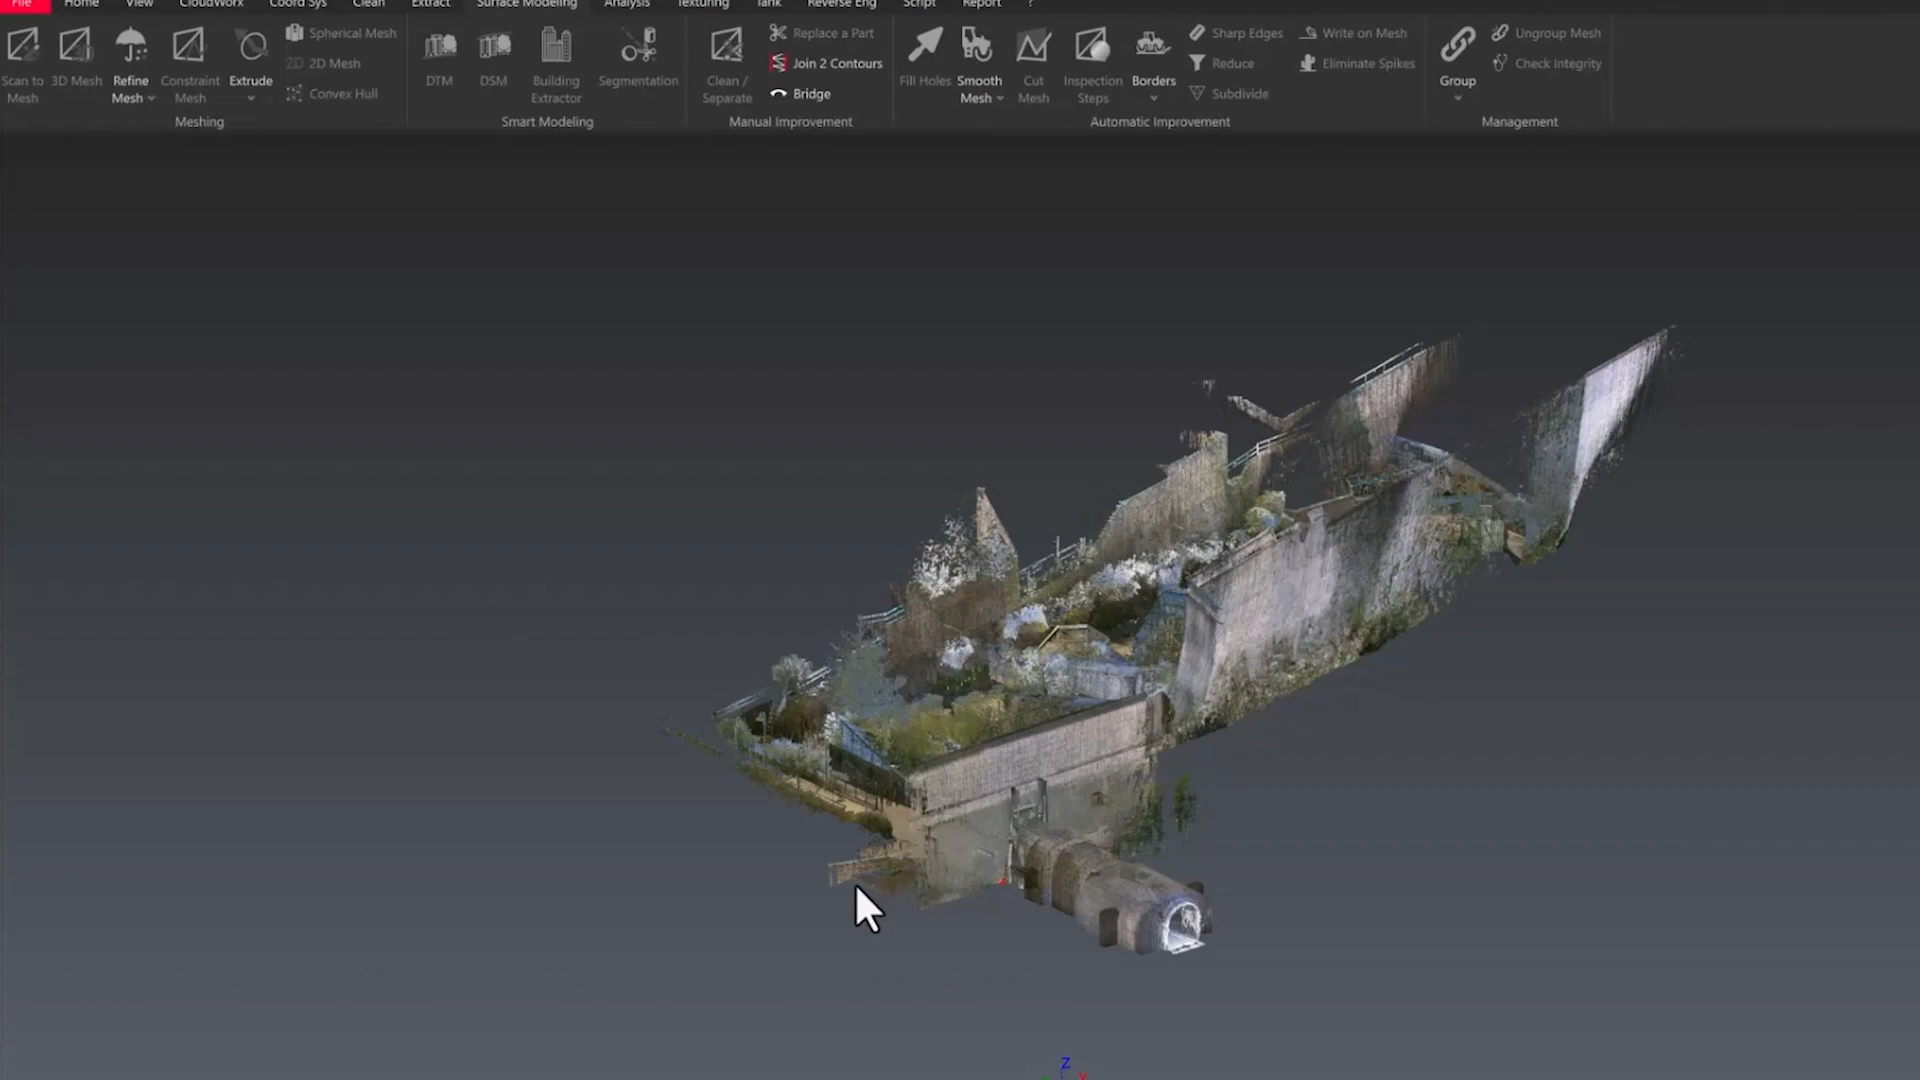 File Home View CloudWorx Coord Sys Clean Extract Surface Modeling Analysis Texturing Tank Reverse Eng Script Report ?
Scan to Mesh
3D Mesh
Refine Mesh
Constraint Mesh
Extrude
Spherical Mesh
2D Mesh
Convex Hull
Meshing
DTM
DSM
Building Extractor
Segmentation
Smart Modeling
Clean / Separate
Replace a Part
Join 2 Contours
Bridge
Manual Improvement
Fill Holes
Smooth Mesh
Cut Mesh
Inspection Steps
Borders
Sharp Edges
Reduce
Subdivide
Write on Mesh
Eliminate Spikes
Automatic Improvement
Group
Ungroup Mesh
Check Integrity
Management
Z